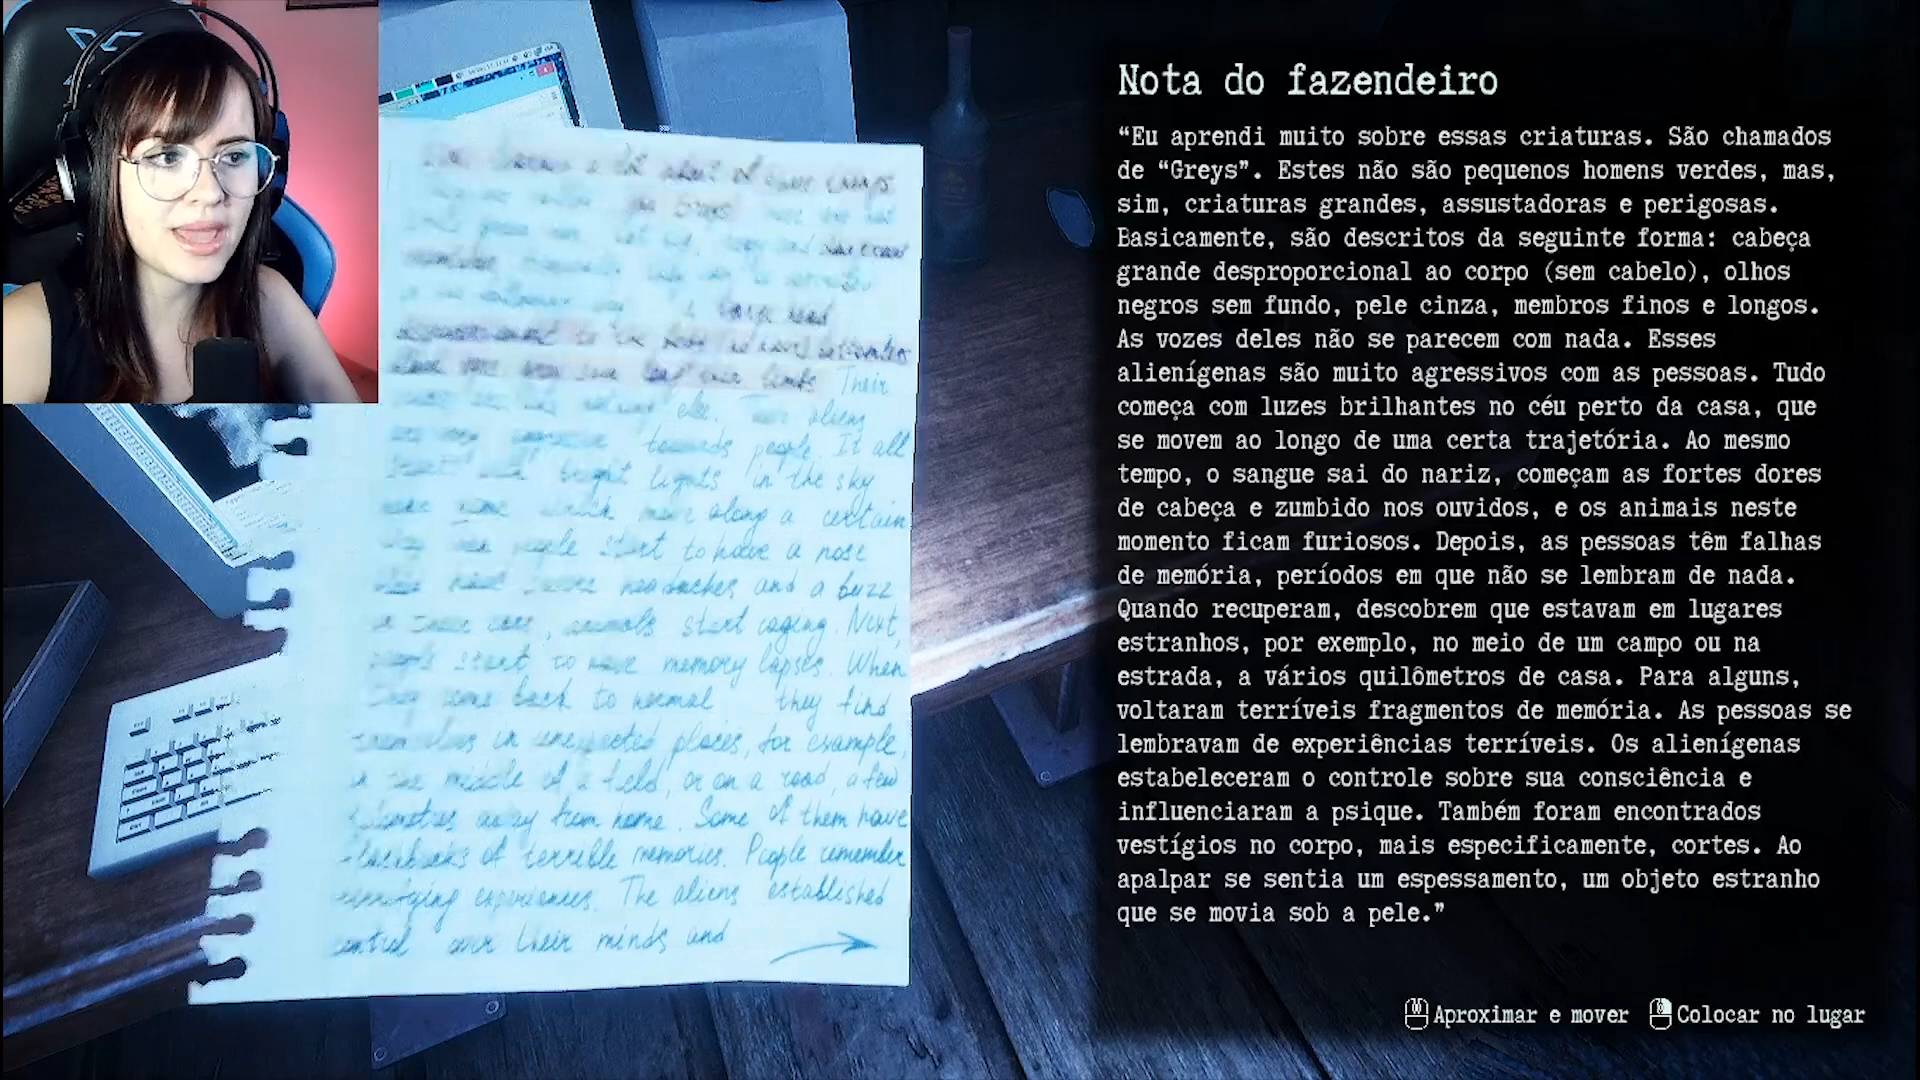 Nota do fazendeiro
“Eu aprendi muito sobre essas criaturas. São chamados
de “Greys”. Estes não são pequenos homens verdes, mas,
sim, criaturas grandes, assustadoras e perigosas.
Basicamente, são descritos da seguinte forma: cabeça
grande desproporcional ao corpo (sem cabelo), olhos
negros sem fundo, pele cinza, membros finos e longos.
As vozes deles não se parecem com nada. Esses
alienígenas são muito agressivos com as pessoas. Tudo
começa com luzes brilhantes no céu perto da casa, que
se movem ao longo de uma certa trajetória. Ao mesmo
tempo, o sangue sai do nariz, começam as fortes dores
de cabeça e zumbido nos ouvidos, e os animais neste
momento ficam furiosos. Depois, as pessoas têm falhas
de memória, períodos em que não se lembram de nada.
Quando recuperam, descobrem que estavam em lugares
estranhos, por exemplo, no meio de um campo ou na
estrada, a vários quilômetros de casa. Para alguns,
voltaram terríveis fragmentos de memória. As pessoas se
lembravam de experiências terríveis. Os alienígenas
estabeleceram o controle sobre sua consciência e
influenciaram a psique. Também foram encontrados
vestígios no corpo, mais especificamente, cortes. Ao
apalpar se sentia um espessamento, um objeto estranho
que se movia sob a pele.”
Their
else.
towards people. It all
bright lights in the sky
along a certain
people start to have a nose
headaches and a buzz
animals start raging. Next,
start to memory lapses. When
back to normal they find
in unexpected places, for example,
in the middle of a field, or on a road a few
away from home. Some of them have
of terrible memories. People remember
experiences. The aliens established
control over their minds and
Aproximar e mover
Colocar no lugar